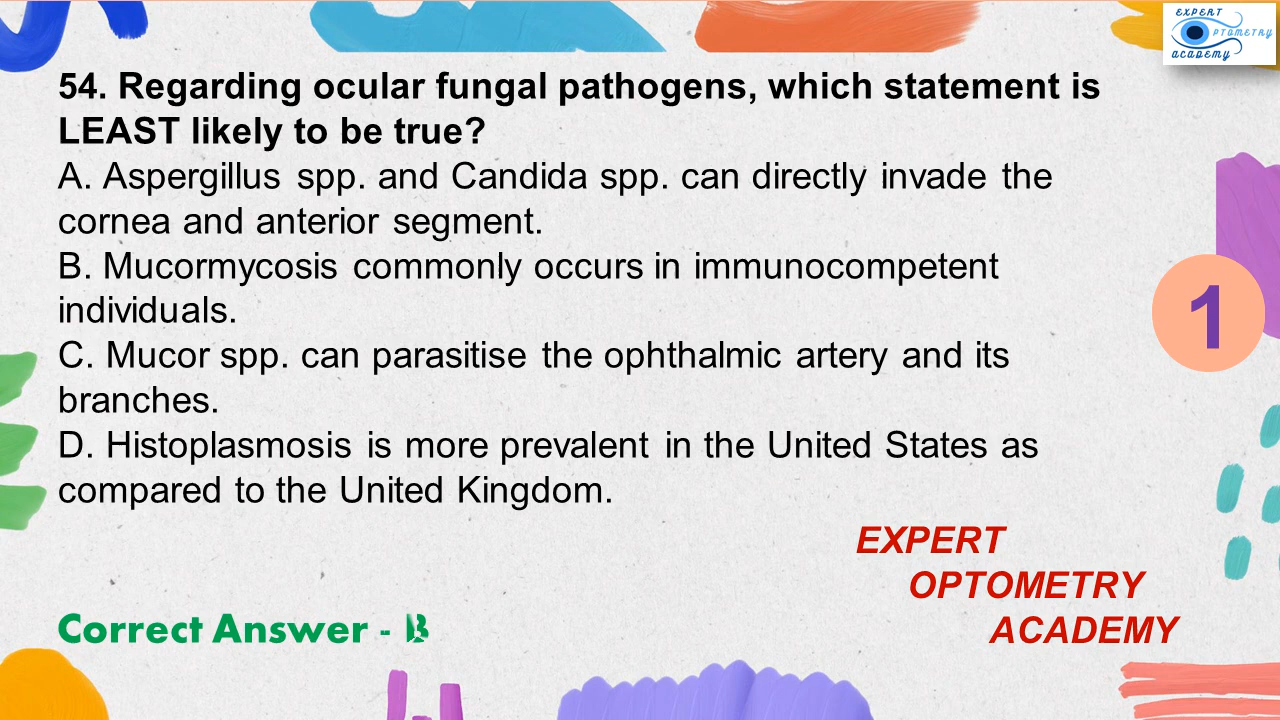 EXPERT
OPTOMETRY
academy
54. Regarding ocular fungal pathogens, which statement is
LEAST likely to be true?
A. Aspergillus spp. and Candida spp. can directly invade the
cornea and anterior segment.
B. Mucormycosis commonly occurs in immunocompetent
individuals.
1
C. Mucor spp. can parasitise the ophthalmic artery and its
branches.
D. Histoplasmosis is more prevalent in the United States as
compared to the United Kingdom.
EXPERT
OPTOMETRY
ACADEMY
Correct Answer - B